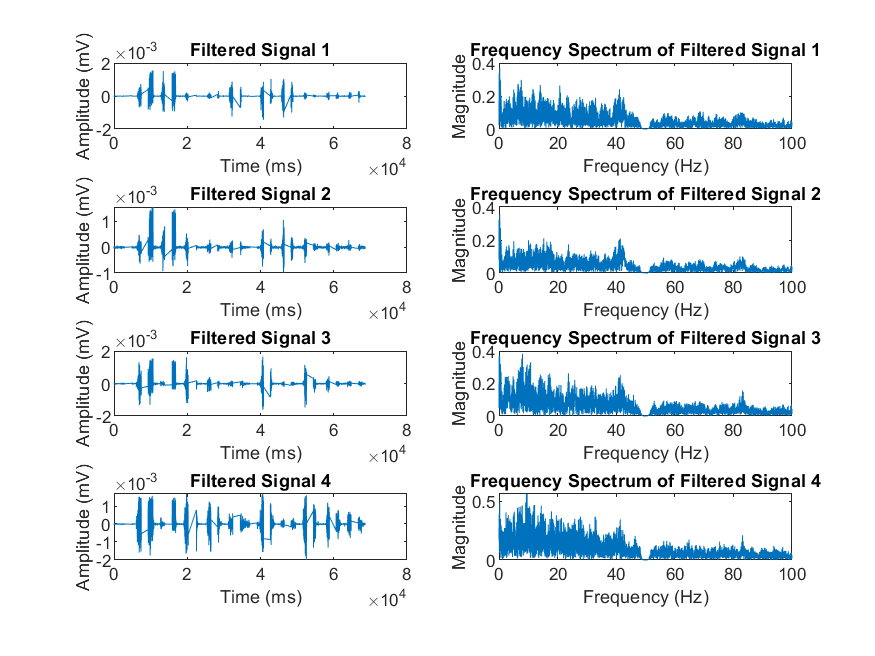 Filtered Signal 1
×10-3
Amplitude (mV)
2
0
-2
0 2 4 6 8
Time (ms)
×104
Frequency Spectrum of Filtered Signal 1
Magnitude
0.4
0.2
0
0 20 40 60 80 100
Frequency (Hz)
Filtered Signal 2
×10-3
Amplitude (mV)
1
0
-1
0 2 4 6 8
Time (ms)
×104
Frequency Spectrum of Filtered Signal 2
Magnitude
0.4
0.2
0
0 20 40 60 80 100
Frequency (Hz)
Filtered Signal 3
×10-3
Amplitude (mV)
2
0
-2
0 2 4 6 8
Time (ms)
×104
Frequency Spectrum of Filtered Signal 3
Magnitude
0.4
0.2
0
0 20 40 60 80 100
Frequency (Hz)
Filtered Signal 4
×10-3
Amplitude (mV)
1
0
-1
-2
0 2 4 6 8
Time (ms)
×104
Frequency Spectrum of Filtered Signal 4
Magnitude
0.5
0
0 20 40 60 80 100
Frequency (Hz)